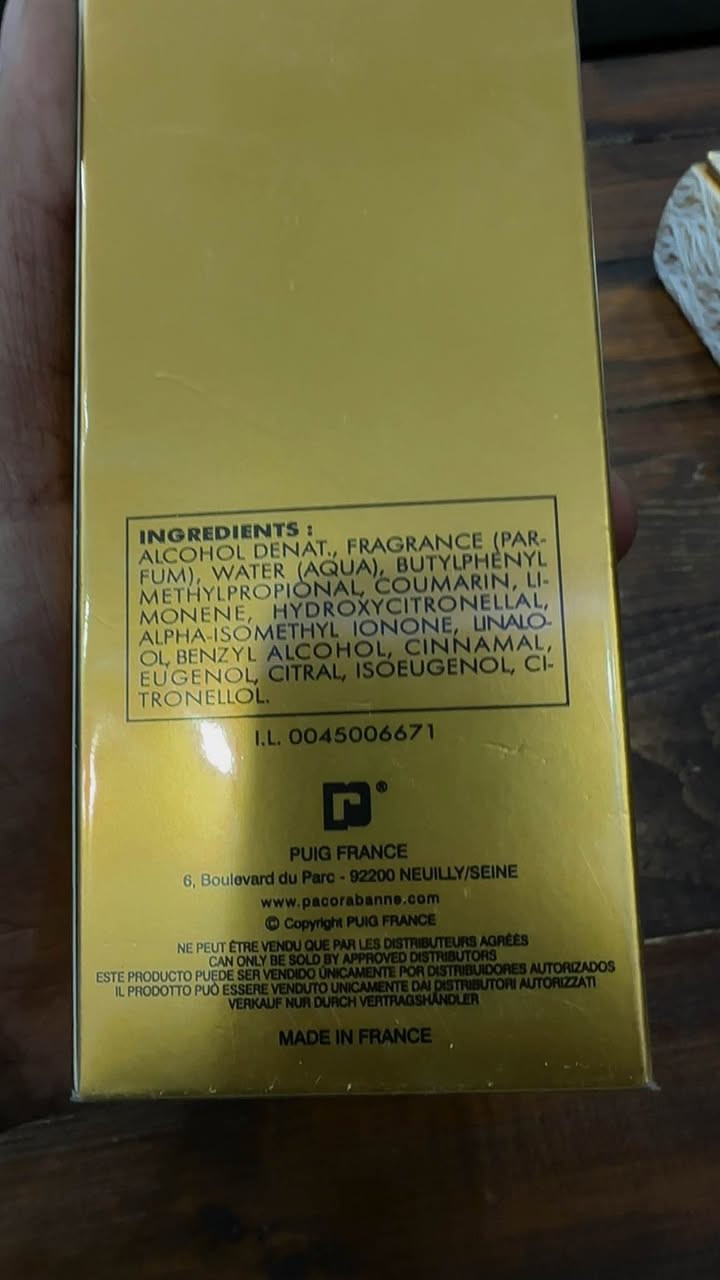 INGREDIENTS :
ALCOHOL DENAT., FRAGRANCE (PAR-
FUM), WATER (AQUA), BUTYLPHENYL
METHYLPROPIONAL, COUMARIN, LI-
MONENE, HYDROXYCITRONELLAL,
ALPHA-ISOMETHYL IONONE, LINALO-
OL, BENZYL ALCOHOL, CINNAMAL,
EUGENOL, CITRAL, ISOEUGENOL, CI-
TRONELLOL.
I.L. 0045006671
r®
PUIG FRANCE
6, Boulevard du Parc - 92200 NEUILLY/SEINE
www.pacorabanne.com
© Copyright PUIG FRANCE
NE PEUT ÊTRE VENDU QUE PAR LES DISTRIBUTEURS AGRÉÉS
CAN ONLY BE SOLD BY APPROVED DISTRIBUTORS
ESTE PRODUCTO PUEDE SER VENDIDO ÚNICAMENTE POR DISTRIBUIDORES AUTORIZADOS
IL PRODOTTO PUÒ ESSERE VENDUTO UNICAMENTE DAI DISTRIBUTORI AUTORIZZATI
VERKAUF NUR DURCH VERTRAGSHÄNDLER
MADE IN FRANCE